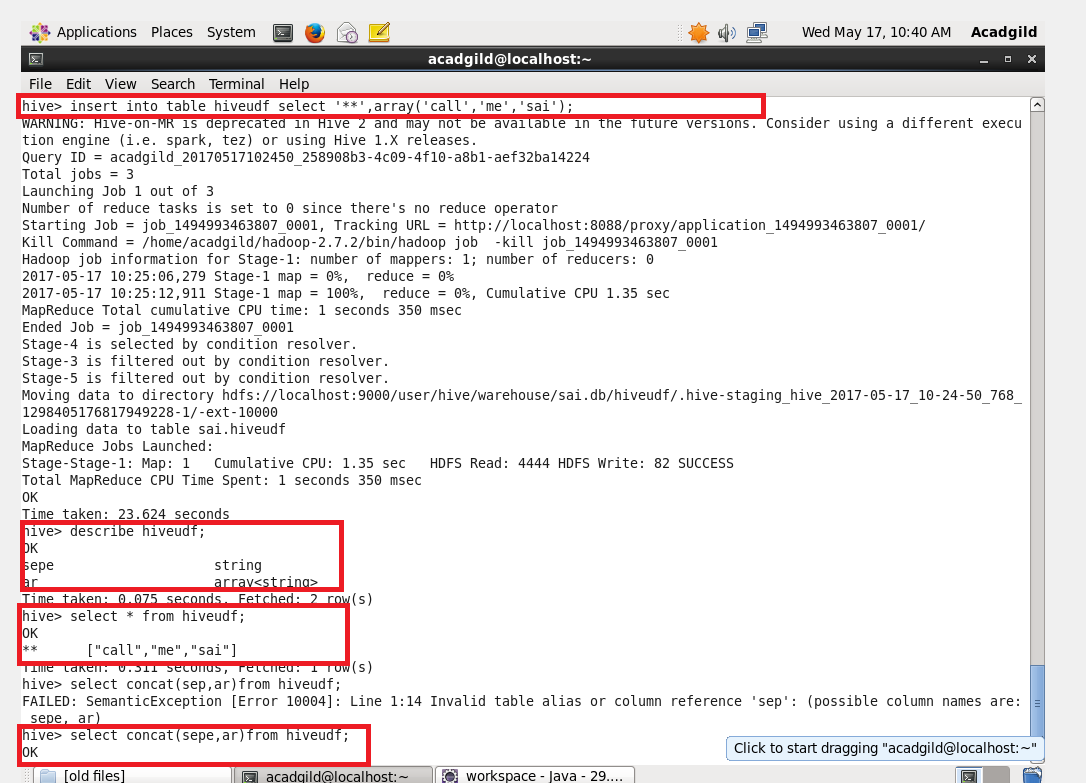 Applications Places System Wed May 17, 10:40 AM Acadgild
acadgild@localhost:~
File Edit View Search Terminal Help
hive> insert into table hiveudf select '**',array('call','me','sai');
WARNING: Hive-on-MR is deprecated in Hive 2 and may not be available in the future versions. Consider using a different execu
tion engine (i.e. spark, tez) or using Hive 1.X releases.
Query ID = acadgild_20170517102450_258908b3-4c09-4f10-a8b1-aef32ba14224
Total jobs = 3
Launching Job 1 out of 3
Number of reduce tasks is set to 0 since there's no reduce operator
Starting Job = job_1494993463807_0001, Tracking URL = http://localhost:8088/proxy/application_1494993463807_0001/
Kill Command = /home/acadgild/hadoop-2.7.2/bin/hadoop job  -kill job_1494993463807_0001
Hadoop job information for Stage-1: number of mappers: 1; number of reducers: 0
2017-05-17 10:25:06,279 Stage-1 map = 0%,  reduce = 0%
2017-05-17 10:25:12,911 Stage-1 map = 100%,  reduce = 0%, Cumulative CPU 1.35 sec
MapReduce Total cumulative CPU time: 1 seconds 350 msec
Ended Job = job_1494993463807_0001
Stage-4 is selected by condition resolver.
Stage-3 is filtered out by condition resolver.
Stage-5 is filtered out by condition resolver.
Moving data to directory hdfs://localhost:9000/user/hive/warehouse/sai.db/hiveudf/.hive-staging_hive_2017-05-17_10-24-50_768_
1298405176817949228-1/-ext-10000
Loading data to table sai.hiveudf
MapReduce Jobs Launched:
Stage-Stage-1: Map: 1   Cumulative CPU: 1.35 sec   HDFS Read: 4444 HDFS Write: 82 SUCCESS
Total MapReduce CPU Time Spent: 1 seconds 350 msec
OK
Time taken: 23.624 seconds
hive> describe hiveudf;
OK
sepe                    string
ar                      array<string>
Time taken: 0.075 seconds, Fetched: 2 row(s)
hive> select * from hiveudf;
OK
**      ["call","me","sai"]
Time taken: 0.311 seconds, Fetched: 1 row(s)
hive> select concat(sep,ar)from hiveudf;
FAILED: SemanticException [Error 10004]: Line 1:14 Invalid table alias or column reference 'sep': (possible column names are:
 sepe, ar)
hive> select concat(sepe,ar)from hiveudf;
OK
Click to start dragging "acadgild@localhost:~"
[old files] acadgild@localhost:~ workspace - Java - 29....